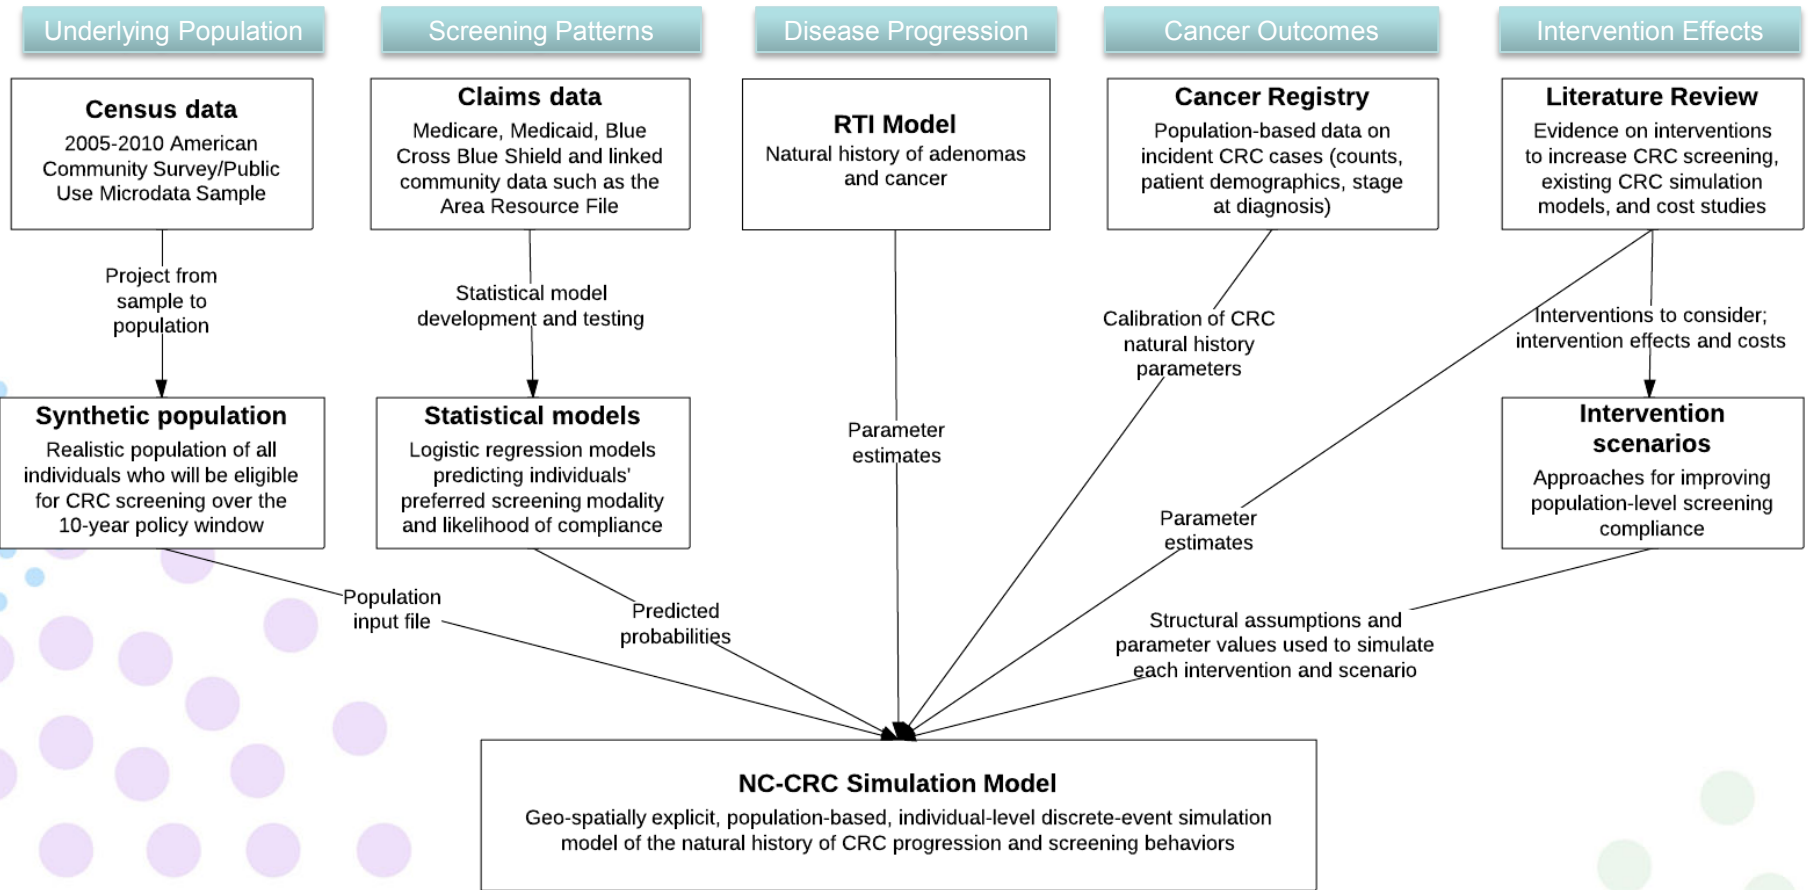 Underlying Population
Screening Patterns
Disease Progression
Cancer Outcomes
Intervention Effects
Census data
2005-2010 American
Community Survey/Public
Use Microdata Sample
Claims data
Medicare, Medicaid, Blue
Cross Blue Shield and linked
community data such as the
Area Resource File
RTI Model
Natural history of adenomas
and cancer
Cancer Registry
Population-based data on
incident CRC cases (counts,
patient demographics, stage
at diagnosis)
Literature Review
Evidence on interventions
to increase CRC screening,
existing CRC simulation
models, and cost studies
Project from
sample to
population
Statistical model
development and testing
Calibration of CRC
natural history
parameters
Interventions to consider;
intervention effects and costs
Synthetic population
Realistic population of all
individuals who will be eligible
for CRC screening over the
10-year policy window
Statistical models
Logistic regression models
predicting individuals'
preferred screening modality
and likelihood of compliance
Parameter
estimates
Parameter
estimates
Intervention
scenarios
Approaches for improving
population-level screening
compliance
Population
input file
Predicted
probabilities
Structural assumptions and
parameter values used to simulate
each intervention and scenario
NC-CRC Simulation Model
Geo-spatially explicit, population-based, individual-level discrete-event simulation
model of the natural history of CRC progression and screening behaviors